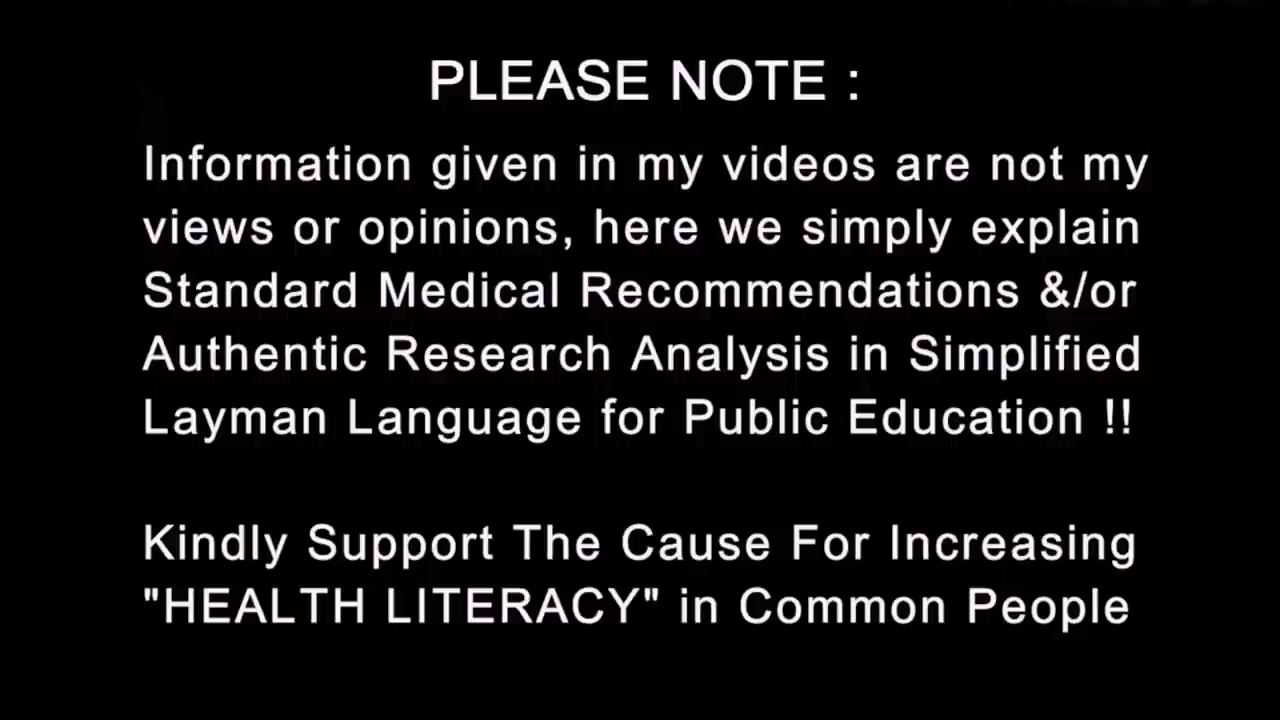 PLEASE NOTE :
Information given in my videos are not my
views or opinions, here we simply explain
Standard Medical Recommendations &/or
Authentic Research Analysis in Simplified
Layman Language for Public Education !!
Kindly Support The Cause For Increasing
"HEALTH LITERACY" in Common People